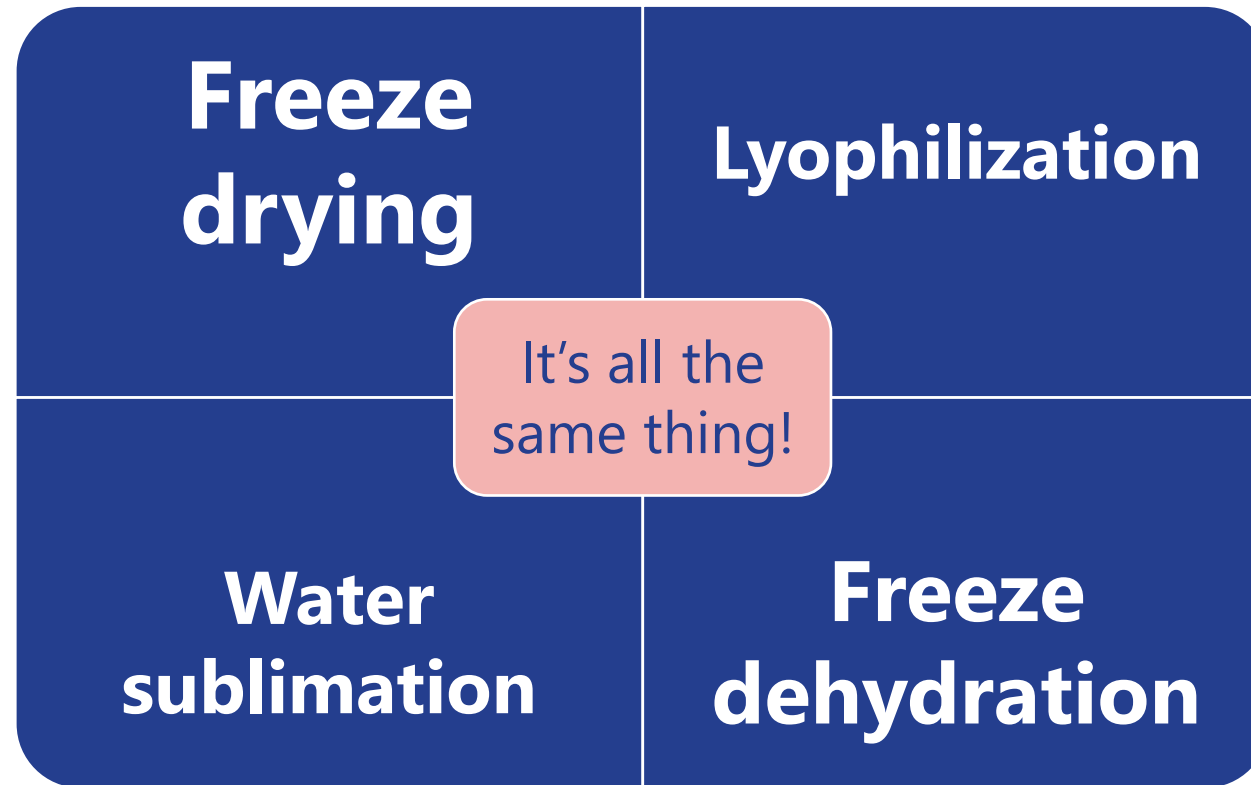 Freeze
drying
Lyophilization
It’s all the
same thing!
Water
sublimation
Freeze
dehydration